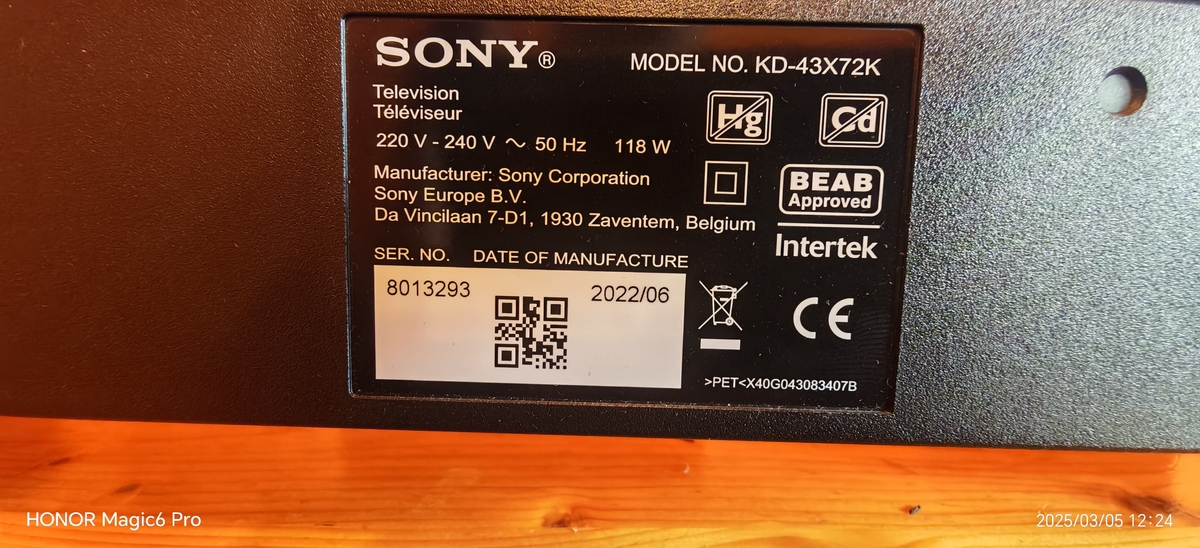 SONY®
MODEL NO. KD-43X72K
Television
Téléviseur
220 V - 240 V ~ 50 Hz 118 W
Hg
Cd
Manufacturer: Sony Corporation
Sony Europe B.V.
Da Vincilaan 7-D1, 1930 Zaventem, Belgium
BEAB
Approved
Intertek
SER. NO. DATE OF MANUFACTURE
8013293 2022/06
CE
>PET<X40G043083407B
HONOR Magic6 Pro
2025/03/05 12:24